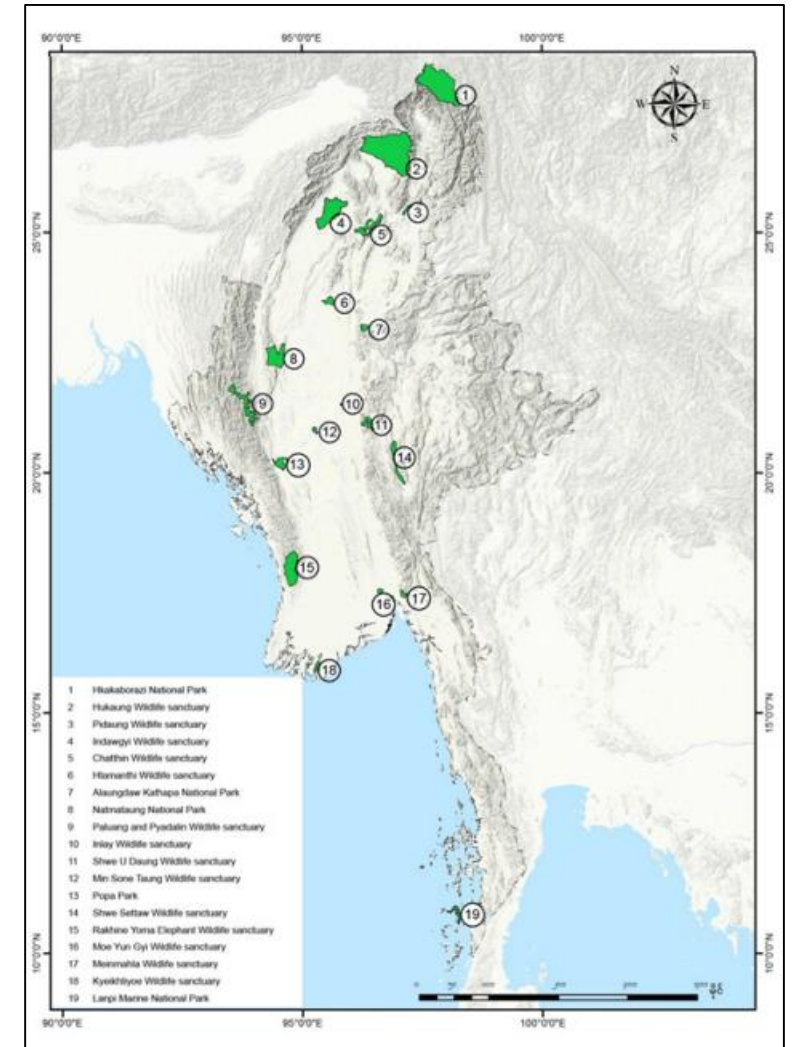 90°0'0"E 95°0'0"E 100°0'0"E
N
W E
S
1
2
3
4
5
25°0'0"N 25°0'0"N
6
7
8
9
10
11
12
13
14
20°0'0"N 20°0'0"N
15
16
17
18
15°0'0"N 15°0'0"N
19
10°0'0"N 10°0'0"N
1 Hkakaborazi National Park
2 Hukaung Wildlife sanctuary
3 Pidaung Wildlife sanctuary
4 Indawgyi Wildlife sanctuary
5 Chatthin Wildlife sanctuary
6 Htamanthi Wildlife sanctuary
7 Alaungdaw Kathapa National Park
8 Natmataung National Park
9 Paluang and Pyadalin Wildlife sanctuary
10 Inlay Wildlife sanctuary
11 Shwe U Daung Wildlife sanctuary
12 Min Sone Taung Wildlife sanctuary
13 Popa Park
14 Shwe Settaw Wildlife sanctuary
15 Rakhine Yoma Elephant Wildlife sanctuary
16 Moe Yun Gyi Wildlife sanctuary
17 Meinmahla Wildlife sanctuary
18 Kyeikhtiyoe Wildlife sanctuary
19 Lanpi Marine National Park
90°0'0"E 95°0'0"E 100°0'0"E